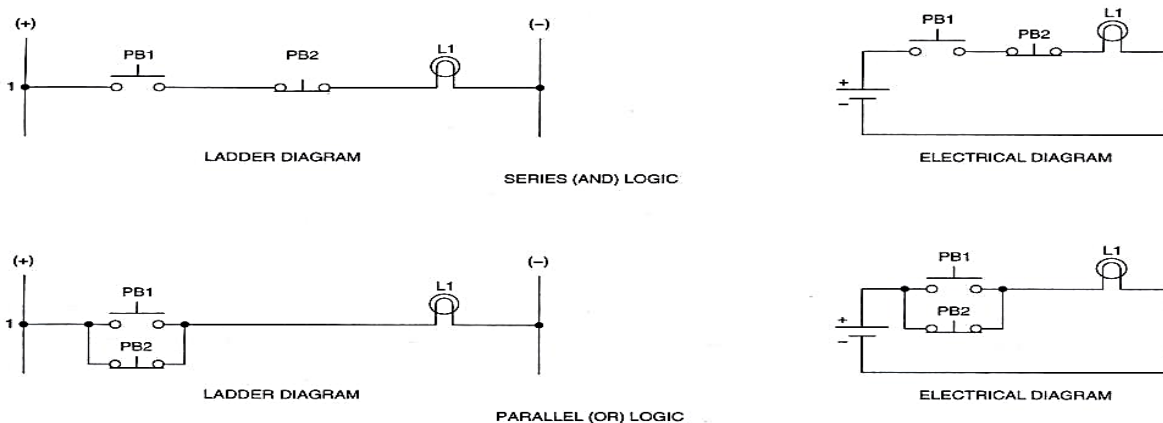 (+)
(−)
PB1
PB2
L1
1
LADDER DIAGRAM
PB1
PB2
L1
+
−
ELECTRICAL DIAGRAM
SERIES (AND) LOGIC
(+)
(−)
PB1
L1
1
PB2
LADDER DIAGRAM
PB1
L1
PB2
+
−
ELECTRICAL DIAGRAM
PARALLEL (OR) LOGIC